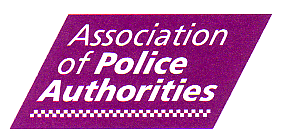 Association
of Police
Authorities